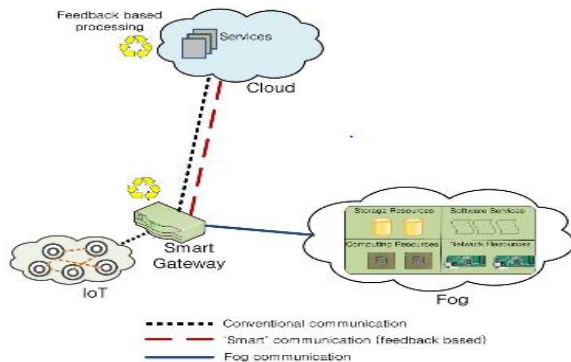 Feedback based
processing
Services
Cloud
Smart
Gateway
IoT
Storage Resources
Software Services
Computing Resources
Network Resources
Fog
Conventional communication
"Smart" communication (feedback based)
Fog communication